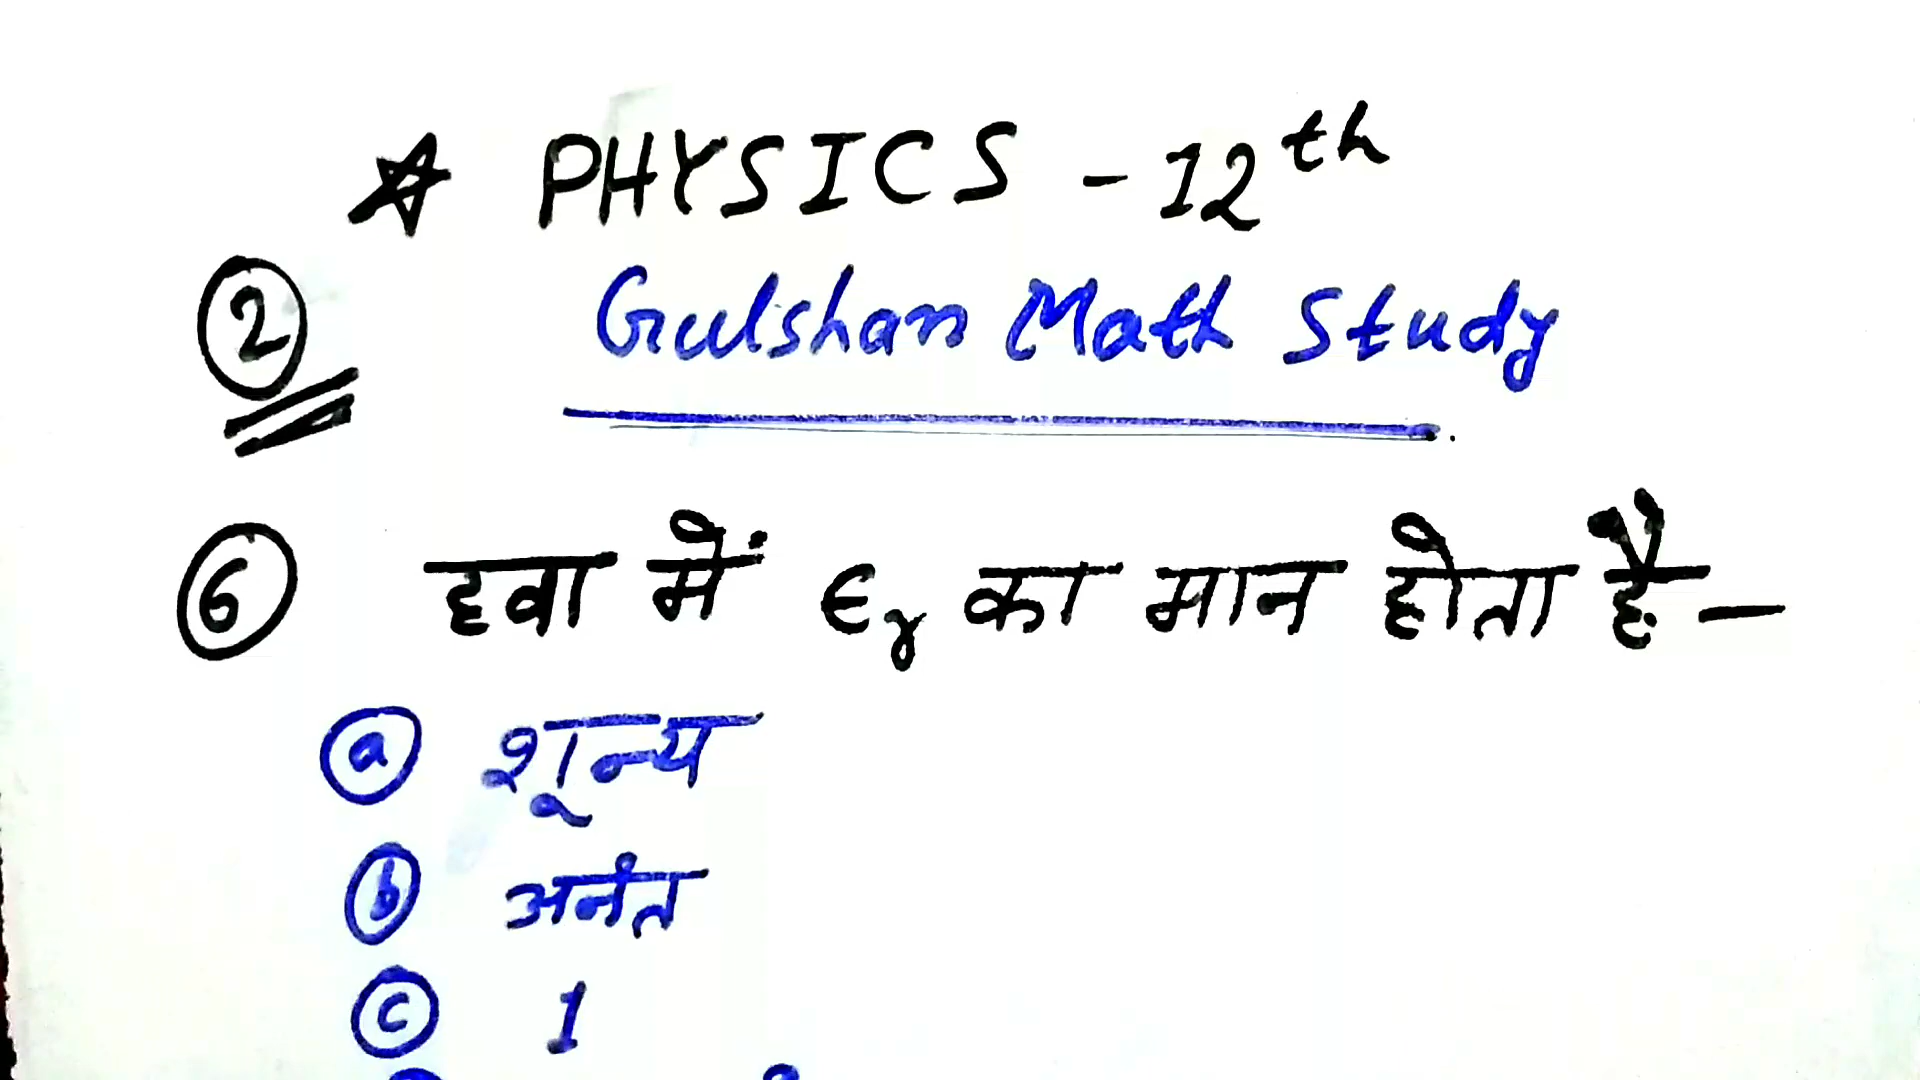 ☆ PHYSICS - 12th
② Gulshan Math Study
⑥ हवा में ϵr का मान होता है -
ⓐ शून्य
ⓑ अनंत
ⓒ 1